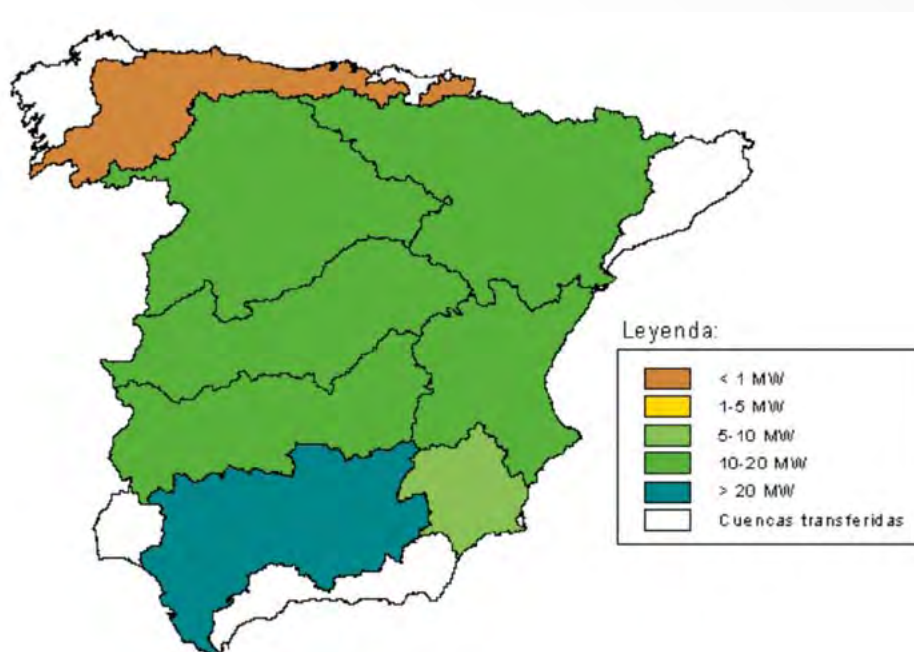 Leyenda:
< 1 MW
1-5 MW
5-10 MW
10-20 MW
> 20 MW
Cuencas transferidas